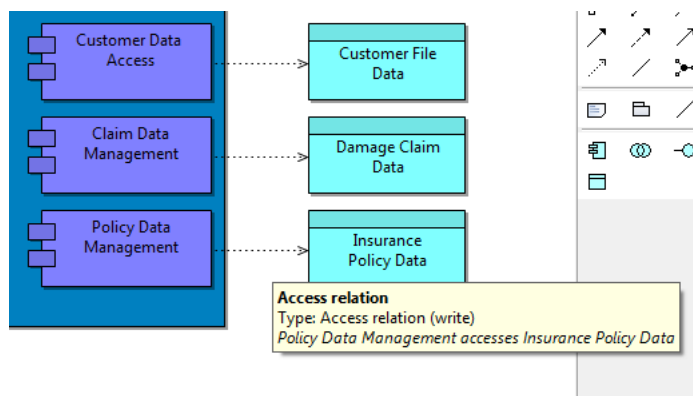 Customer Data
Access
Customer File
Data
Claim Data
Management
Damage Claim
Data
Policy Data
Management
Insurance
Policy Data
Access relation
Type: Access relation (write)
Policy Data Management accesses Insurance Policy Data